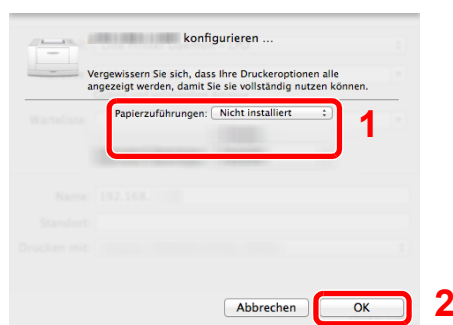 konfigurieren ...
Vergewissern Sie sich, dass Ihre Druckeroptionen alle
angezeigt werden, damit Sie sie vollständig nutzen können.
Warteliste
Papierzuführungen: Nicht installiert
1
Name: 192.168.
Standort:
Drucken mit:
Abbrechen OK
2